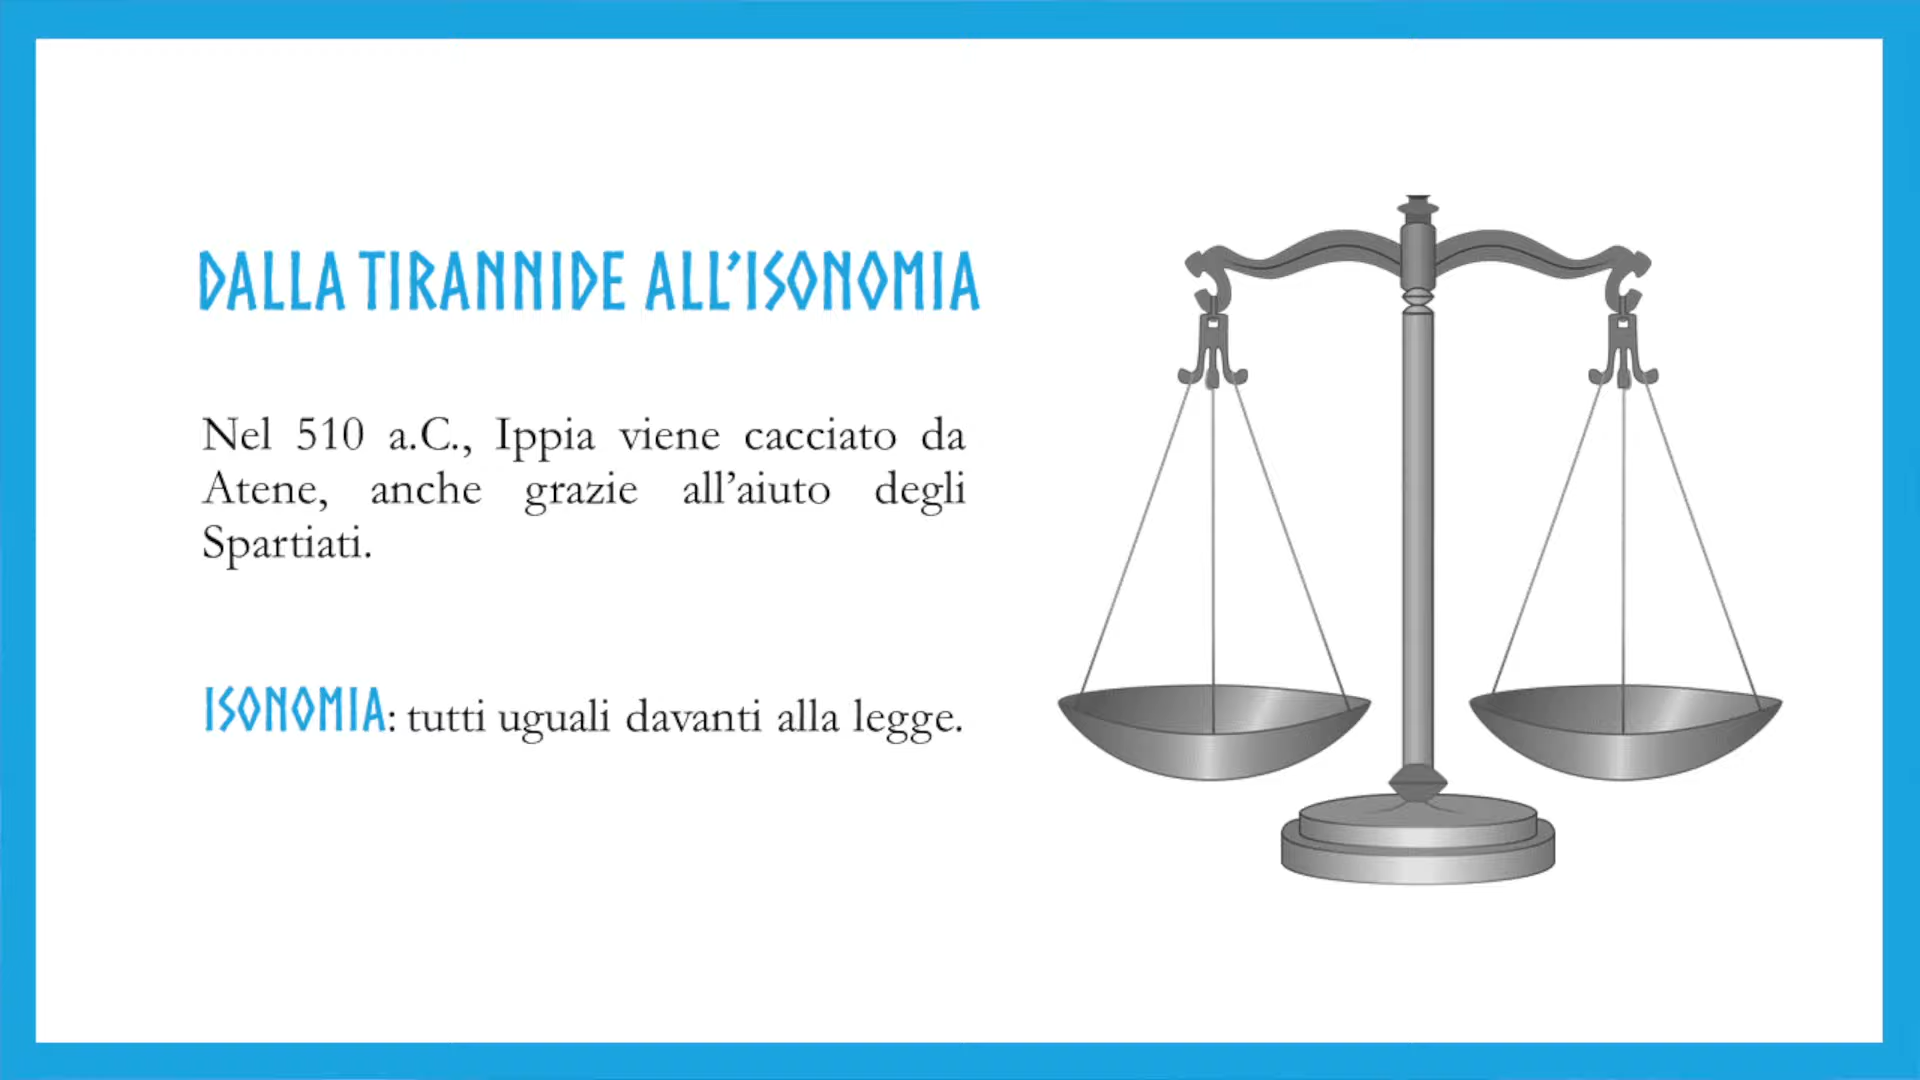 DALLA TIRANNIDE ALL'ISONOMIA
Nel 510 a.C., Ippia viene cacciato da
Atene, anche grazie all'aiuto degli
Spartiati.
ISONOMIA: tutti uguali davanti alla legge.